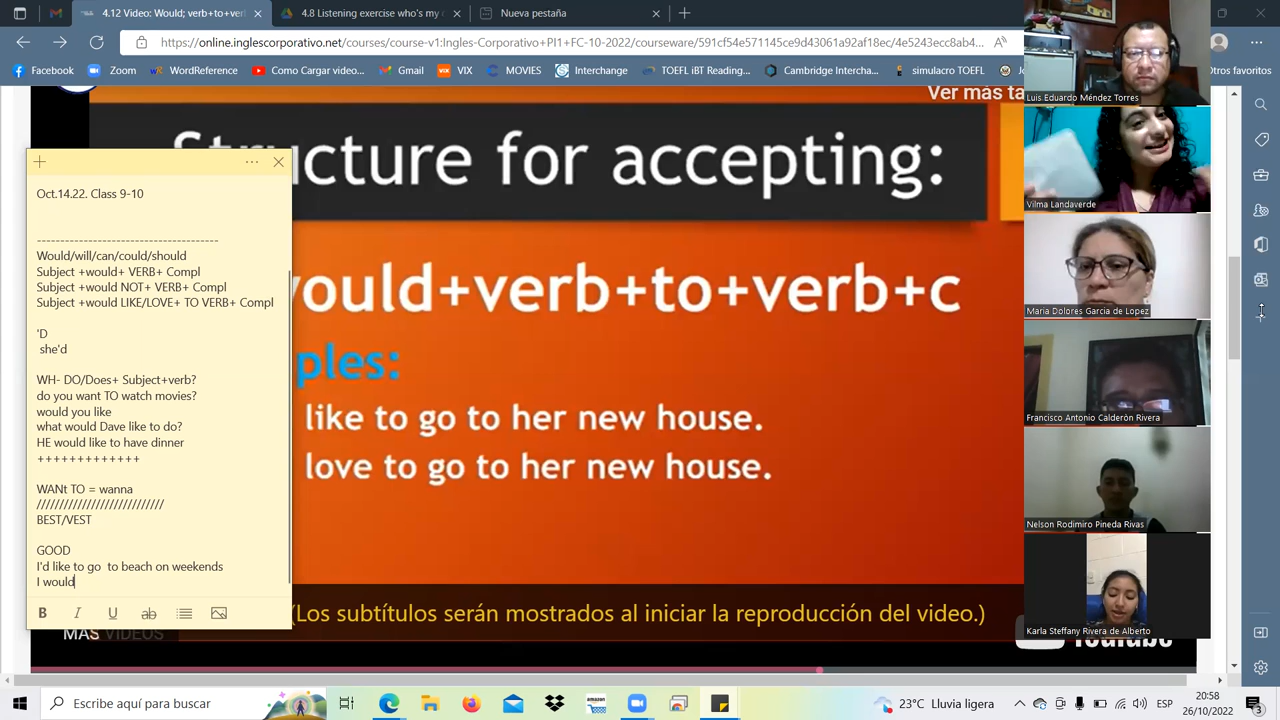 4.12 Video: to+verb+
4.8 Listening exercise who's my
Nueva pestaña
https://online.inglescorporativo.net/courses/course-v1:Ingles-Corporativo+PI1+FC-10-2022/courseware/591cf54e571145ce9d43061a92af18ec/4e5243ecc8ab4...
Facebook
Zoom
WordReference
Como Cargar video...
Gmail
VIX
MOVIES
Interchange
TOEFL iBT Reading...
Cambridge Intercha...
simulacro TOEFL
Otros favoritos
Ver más ta
Structure for accepting:
would+verb+to+verb+c
ples:
like to go to her new house.
love to go to her new house.
(Los subtítulos serán mostrados al iniciar la reproducción del video.)
MÁS VÍDEOS
YouTube
Oct.14.22. Class 9-10
---------------------------------------
Would/will/can/could/should
Subject +would+ VERB+ Compl
Subject +would NOT+ VERB+ Compl
Subject +would LIKE/LOVE+ TO VERB+ Compl
'D
she'd
WH- DO/Does+ Subject+verb?
do you want TO watch movies?
would you like
what would Dave like to do?
HE would like to have dinner
+++++++++++++
WANt TO = wanna
///////////////////////////
BEST/VEST
GOOD
I'd like to go  to beach on weekends
I would
Luis Eduardo Méndez Torres
Vilma Landaverde
Maria Dolores Garcia de Lopez
Francisco Antonio Calderón Rivera
Nelson Rodimiro Pineda Rivas
Karla Steffany Rivera de Alberto
Escribe aquí para buscar
23°C Lluvia ligera
ESP
20:58
26/10/2022
3